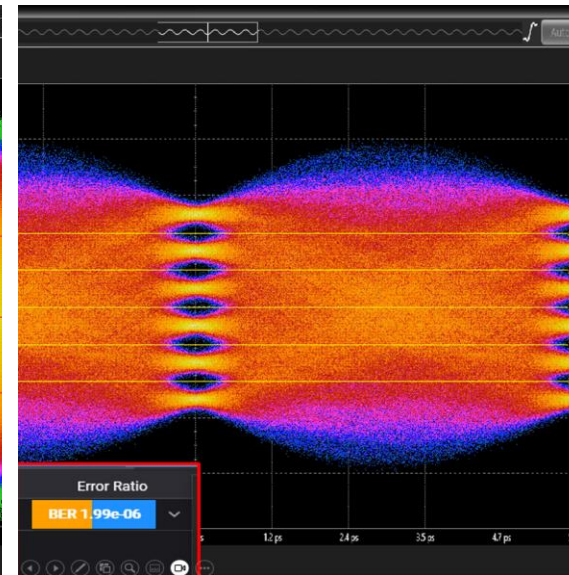 Auto
Error Ratio
BER 1.99e-06
1.2 ps
2.4 ps
3.5 ps
4.7 ps